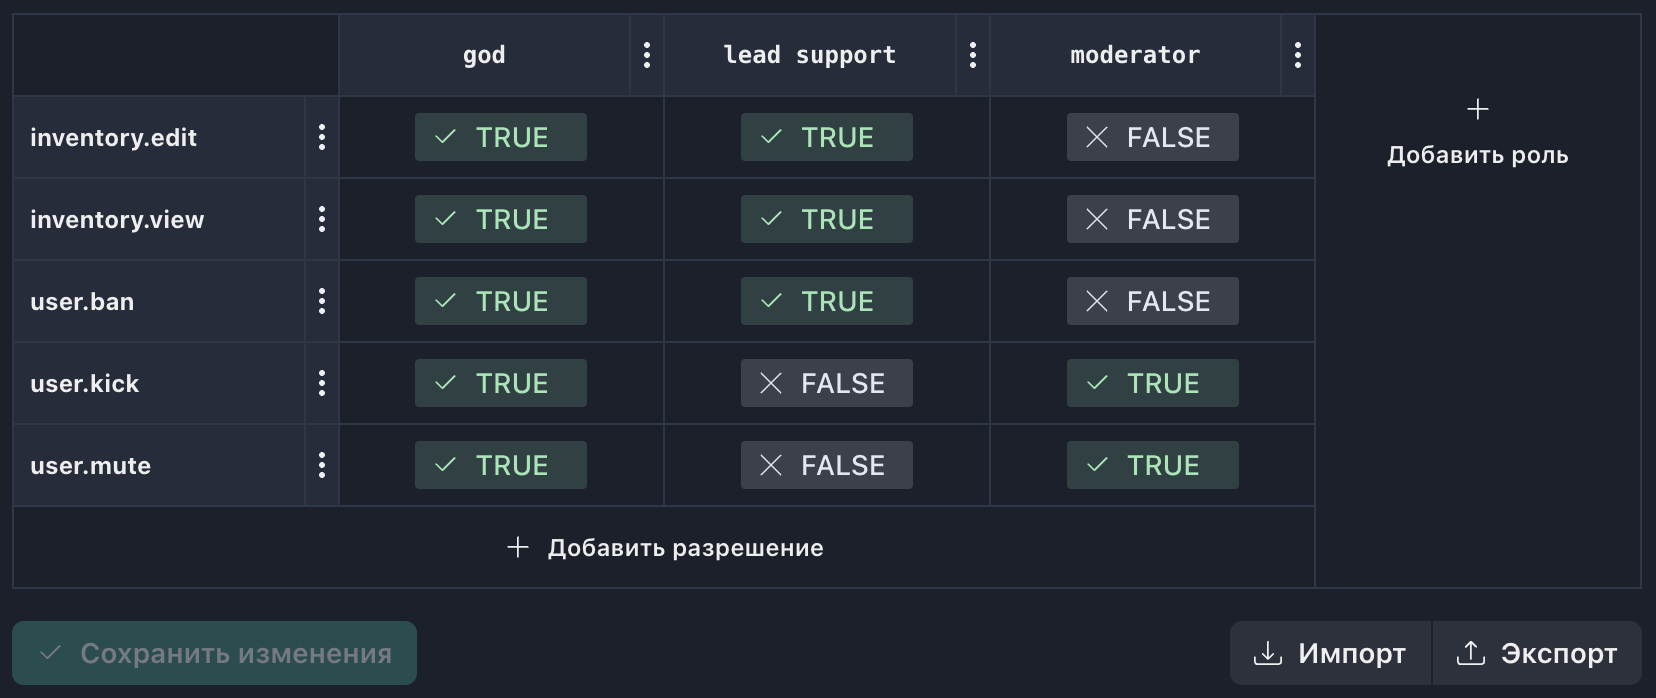 god lead support moderator
inventory.edit TRUE TRUE FALSE
Добавить роль
inventory.view TRUE TRUE FALSE
user.ban TRUE TRUE FALSE
user.kick TRUE FALSE TRUE
user.mute TRUE FALSE TRUE
Добавить разрешение
Сохранить изменения Импорт Экспорт